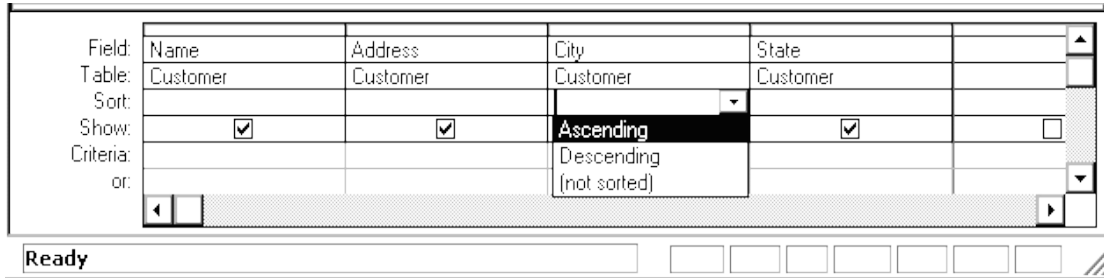 Field: Name Address City State
Table: Customer Customer Customer Customer
Sort:
Show: Ascending
Criteria: Descending
or: (not sorted)
Ready